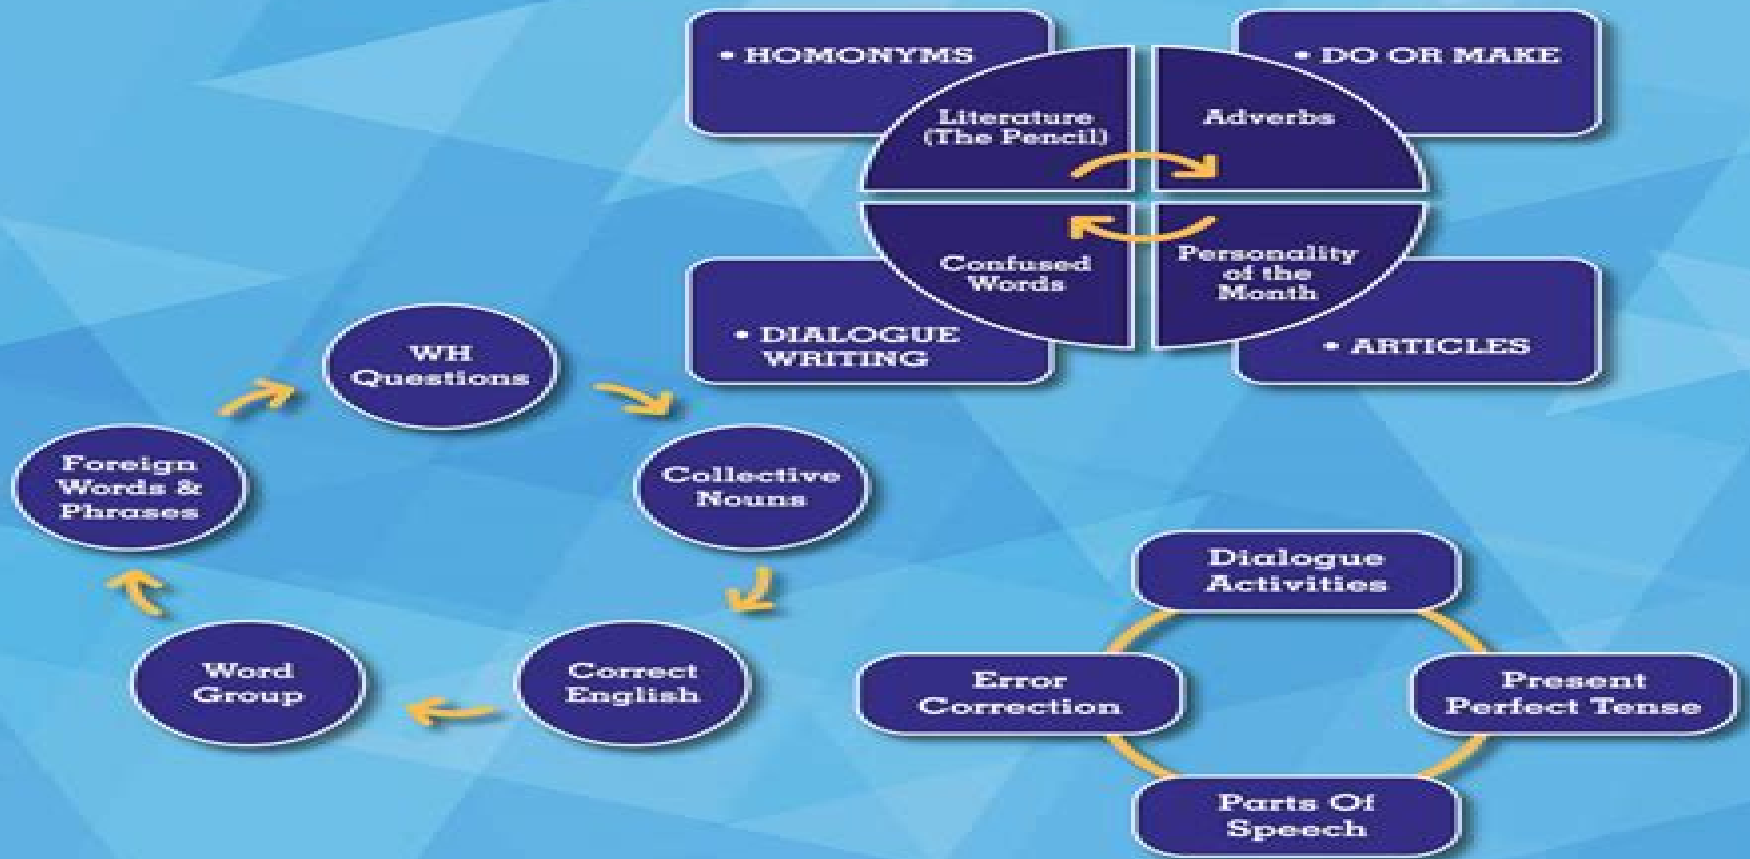 • HOMONYMS
• DO OR MAKE
Literature
(The Pencil)
Adverbs
Confused
Words
Personality
of the
Month
• DIALOGUE
WRITING
• ARTICLES
WH
Questions
Foreign
Words &
Phrases
Collective
Nouns
Word
Group
Correct
English
Dialogue
Activities
Error
Correction
Present
Perfect Tense
Parts Of
Speech